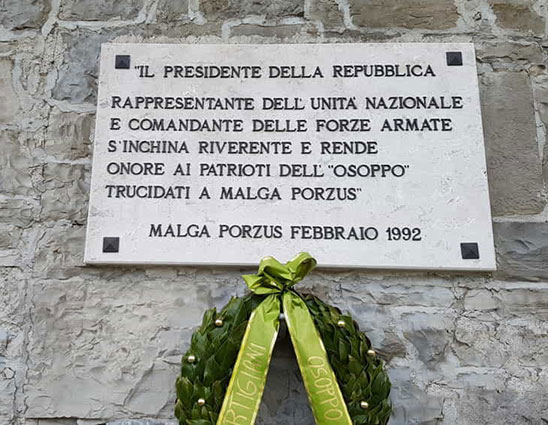 "IL PRESIDENTE DELLA REPUBBLICA
RAPPRESENTANTE DELL'UNITA' NAZIONALE
E COMANDANTE DELLE FORZE ARMATE
S'INCHINA RIVERENTE E RENDE
ONORE AI PATRIOTI DELL'"OSOPPO"
TRUCIDATI A MALGA PORZUS"
MALGA PORZUS FEBBRAIO 1992